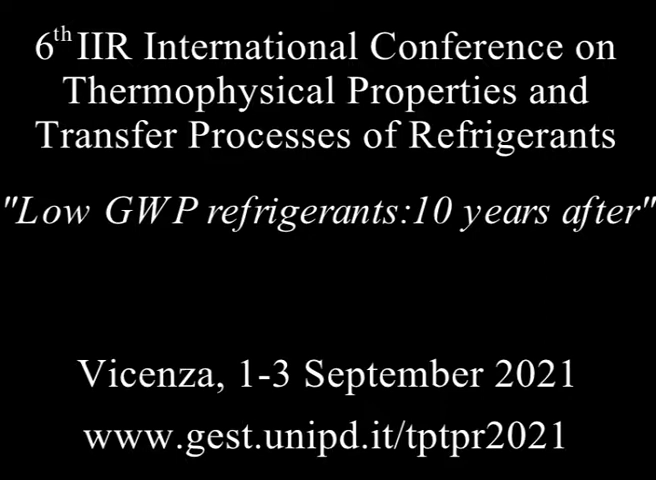 6th IIR International Conference on
Thermophysical Properties and
Transfer Processes of Refrigerants
"Low GWP refrigerants:10 years after"
Vicenza, 1-3 September 2021
www.gest.unipd.it/tptpr2021